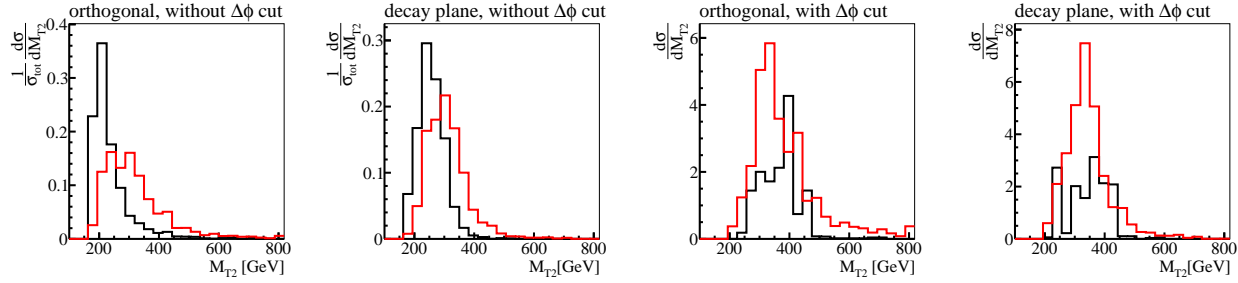 orthogonal, without Δϕ cut
1/σtot dσ/dMT2
0.4
0.3
0.2
0.1
0
200
400
600
800
MT2 [GeV]
decay plane, without Δϕ cut
1/σtot dσ/dMT2
0.3
0.2
0.1
0
200
400
600
800
MT2[GeV]
orthogonal, with Δϕ cut
dσ/dMT2
6
4
2
0
200
400
600
800
MT2[GeV]
decay plane, with Δϕ cut
dσ/dMT2
8
6
4
2
0
200
400
600
800
MT2[GeV]